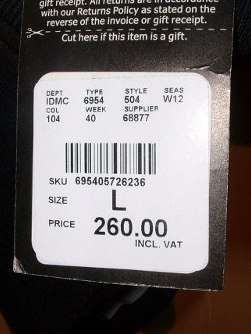 gift receipt. All returns are in accordance
with our Returns Policy as stated on the
reverse of the invoice or gift receipt.
Cut here if this item is a gift.
DEPT TYPE STYLE SEAS
IDMC 6954 504 W12
COL WEEK SUPPLIER
104 40 68877
SKU 695405726236
SIZE L
PRICE 260.00
INCL. VAT